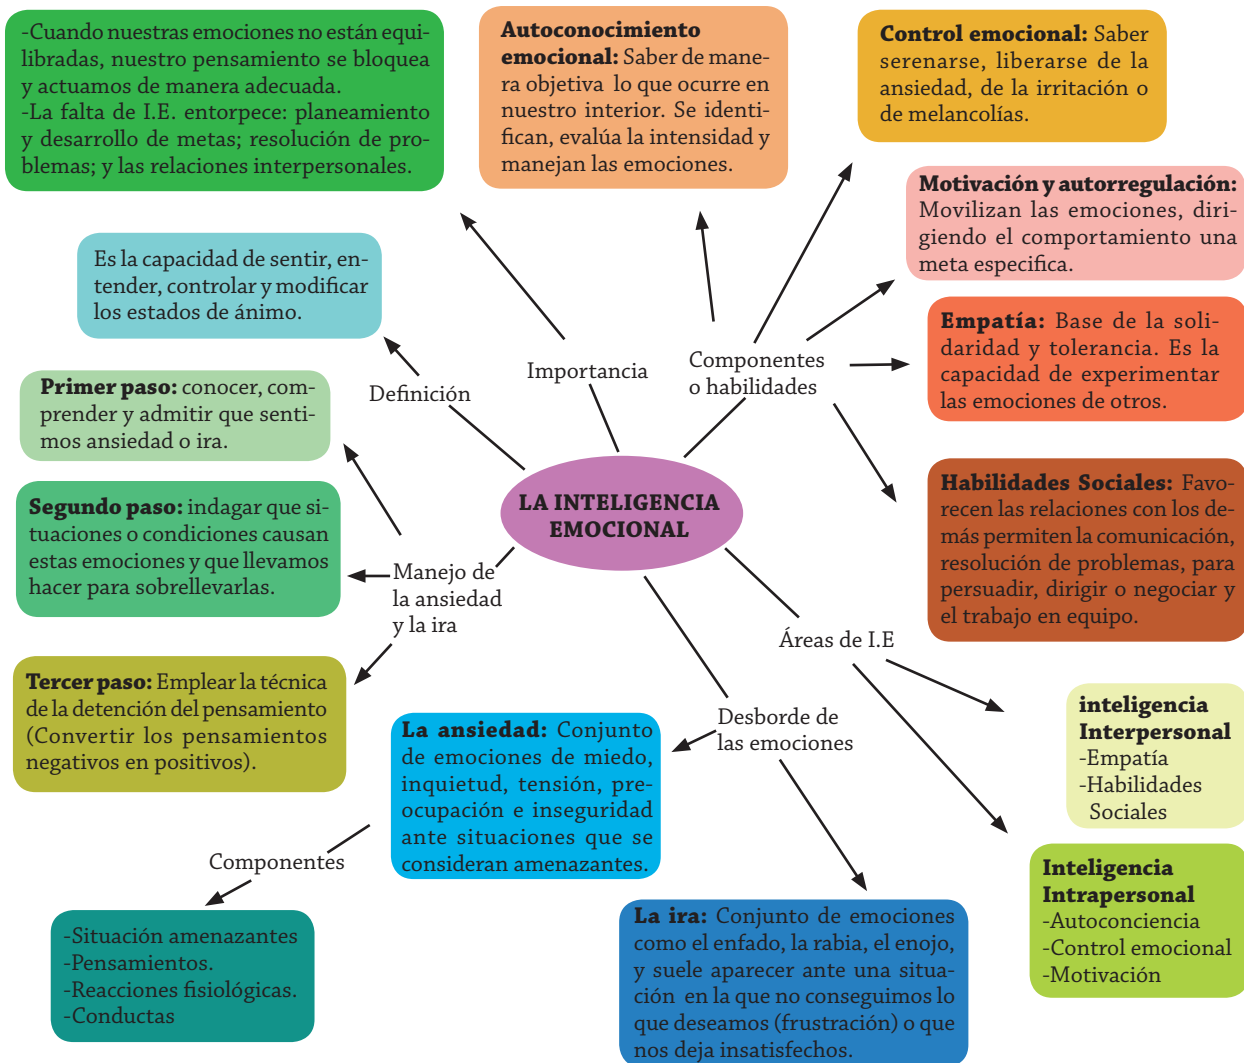 -Cuando nuestras emociones no están equi-
libradas, nuestro pensamiento se bloquea
y actuamos de manera adecuada.
-La falta de I.E. entorpece: planeamiento
y desarrollo de metas; resolución de pro-
blemas; y las relaciones interpersonales.
Autoconocimiento
emocional: Saber de mane-
ra objetiva lo que ocurre en
nuestro interior. Se identi-
fican, evalúa la intensidad y
manejan las emociones.
Control emocional: Saber
serenarse, liberarse de la
ansiedad, de la irritación o
de melancolías.
Motivación y autorregulación:
Movilizan las emociones, diri-
giendo el comportamiento una
meta especifica.
Es la capacidad de sentir, en-
tender, controlar y modificar
los estados de ánimo.
Empatía: Base de la soli-
daridad y tolerancia. Es la
capacidad de experimentar
las emociones de otros.
Definición
Importancia
Componentes
o habilidades
Primer paso: conocer, com-
prender y admitir que senti-
mos ansiedad o ira.
LA INTELIGENCIA
EMOCIONAL
Habilidades Sociales: Favo-
recen las relaciones con los de-
más permiten la comunicación,
resolución de problemas, para
persuadir, dirigir o negociar y
el trabajo en equipo.
Segundo paso: indagar que si-
tuaciones o condiciones causan
estas emociones y que llevamos
hacer para sobrellevarlas.
Manejo de
la ansiedad
y la ira
Áreas de I.E
Tercer paso: Emplear la técnica
de la detención del pensamiento
(Convertir los pensamientos
negativos en positivos).
La ansiedad: Conjunto
de emociones de miedo,
inquietud, tensión, pre-
ocupación e inseguridad
ante situaciones que se
consideran amenazantes.
Desborde de
las emociones
inteligencia
Interpersonal
-Empatía
-Habilidades
Sociales
Componentes
Inteligencia
Intrapersonal
-Autoconciencia
-Control emocional
-Motivación
-Situación amenazantes
-Pensamientos.
-Reacciones fisiológicas.
-Conductas
La ira: Conjunto de emociones
como el enfado, la rabia, el enojo,
y suele aparecer ante una situa-
ción en la que no conseguimos lo
que deseamos (frustración) o que
nos deja insatisfechos.